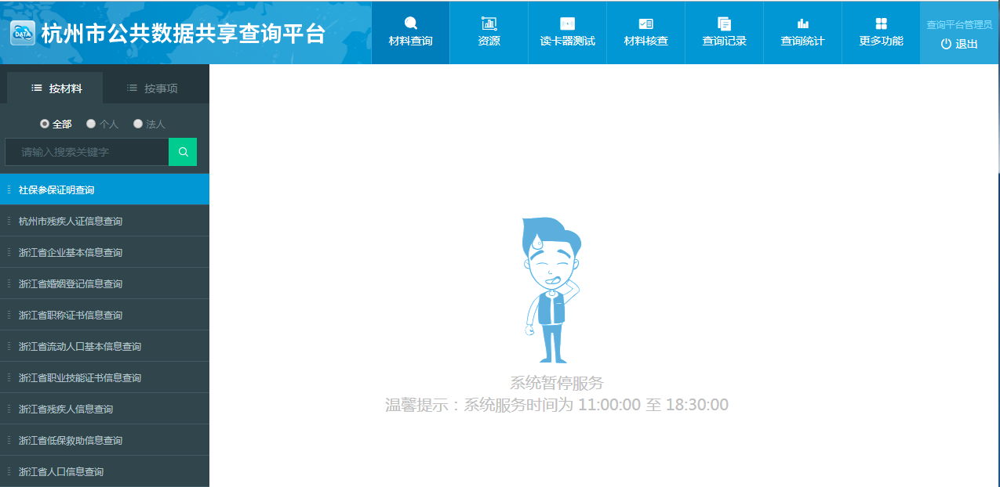 DATA
杭州市公共数据共享查询平台
材料查询
资源
读卡器测试
材料核查
查询记录
查询统计
更多功能
查询平台管理员
退出
按材料
按事项
全部
个人
法人
请输入搜索关键字
社保参保证明查询
杭州市残疾人证信息查询
浙江省企业基本信息查询
浙江省婚姻登记信息查询
浙江省职称证书信息查询
浙江省流动人口基本信息查询
浙江省职业技能证书信息查询
浙江省残疾人信息查询
浙江省低保救助信息查询
浙江省人口信息查询
系统暂停服务
温馨提示：系统服务时间为 11:00:00 至 18:30:00